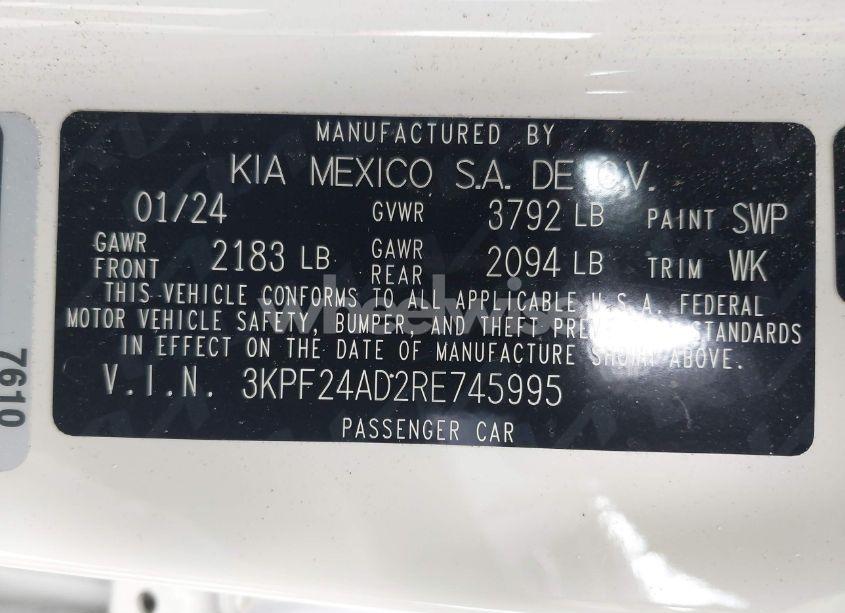 MANUFACTURED BY
KIA MEXICO S.A. DE C.V.
01/24 GVWR 3792 LB PAINT SWP
GAWR FRONT 2183 LB GAWR REAR 2094 LB TRIM WK
THIS VEHICLE CONFORMS TO ALL APPLICABLE U.S.A. FEDERAL
MOTOR VEHICLE SAFETY, BUMPER, AND THEFT PREVENTION STANDARDS
IN EFFECT ON THE DATE OF MANUFACTURE SHOWN ABOVE.
V.I.N. 3KPF24AD2RE745995
PASSENGER CAR
7610